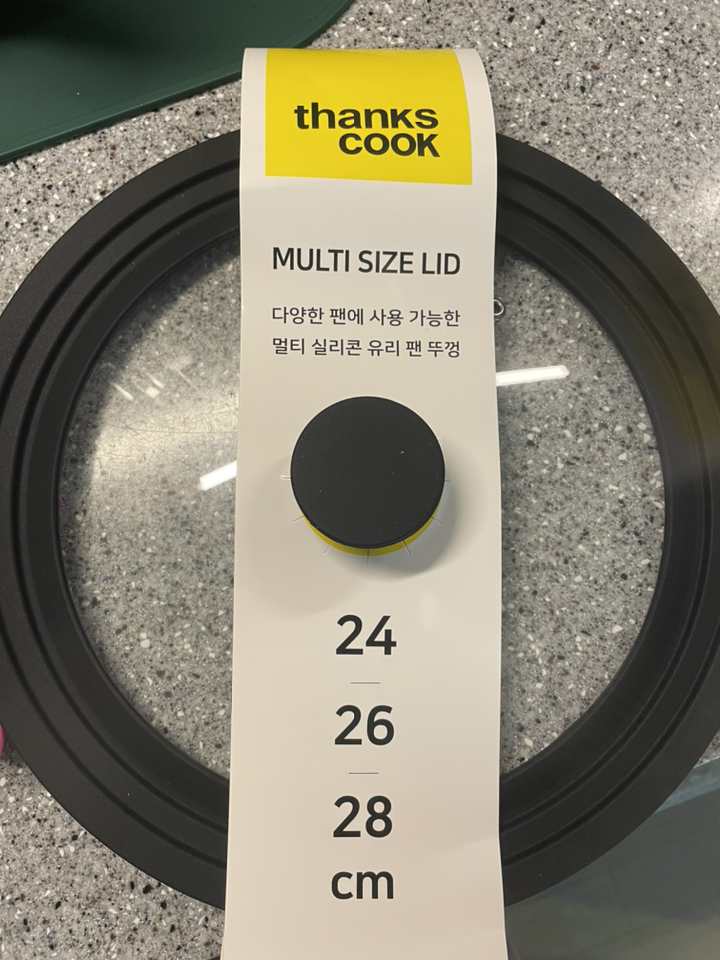 thanks
COOK
MULTI SIZE LID
다양한 팬에 사용 가능한
멀티 실리콘 유리 팬 뚜껑
24
26
28
cm